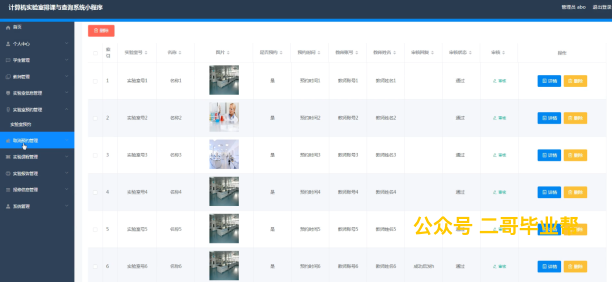 计算机实验室排课与查询系统小程序
管理员 abo 退出登录
首页
个人中心
学生管理
教师管理
实验室信息管理
实验室预约管理
实验室预约
取消预约管理
实验课程管理
实验报告管理
报修信息管理
系统管理
删除
索引 实验室号 名称 图片 是否预约 预约时间 教师账号 教师姓名 审核回复 审核状态 审核 操作
1 实验室号1 名称1 是 预约时间1 教师账号1 教师姓名1 通过 审核 详情 删除
2 实验室号2 名称2 是 预约时间2 教师账号2 教师姓名2 通过 审核 详情 删除
3 实验室号3 名称3 是 预约时间3 教师账号3 教师姓名3 通过 审核 详情 删除
4 实验室号4 名称4 是 预约时间4 教师账号4 教师姓名4 通过 审核 详情 删除
5 实验室号5 名称5 是 预约时间5 教师账号5 教师姓名5 通过 审核
公众号 二哥毕业帮
6 实验室号6 名称6 是 预约时间6 教师账号6 教师姓名6 通过 审核 详情 删除